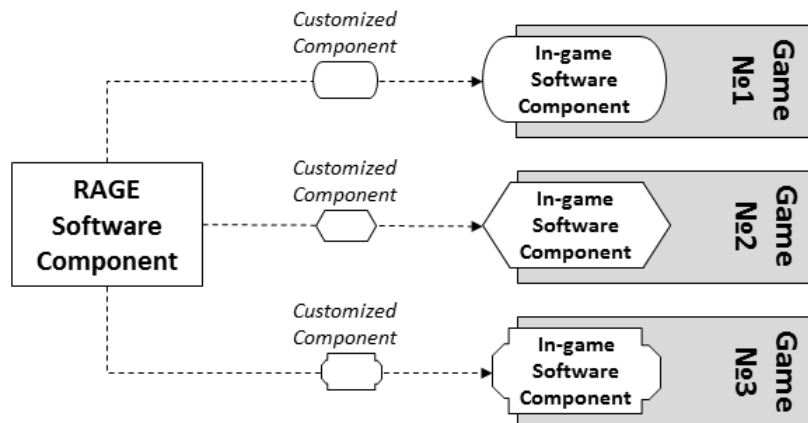 Customized
Component
In-game
Software
Component
Game
№1
RAGE
Software
Component
Customized
Component
In-game
Software
Component
Game
№2
Customized
Component
In-game
Software
Component
Game
№3